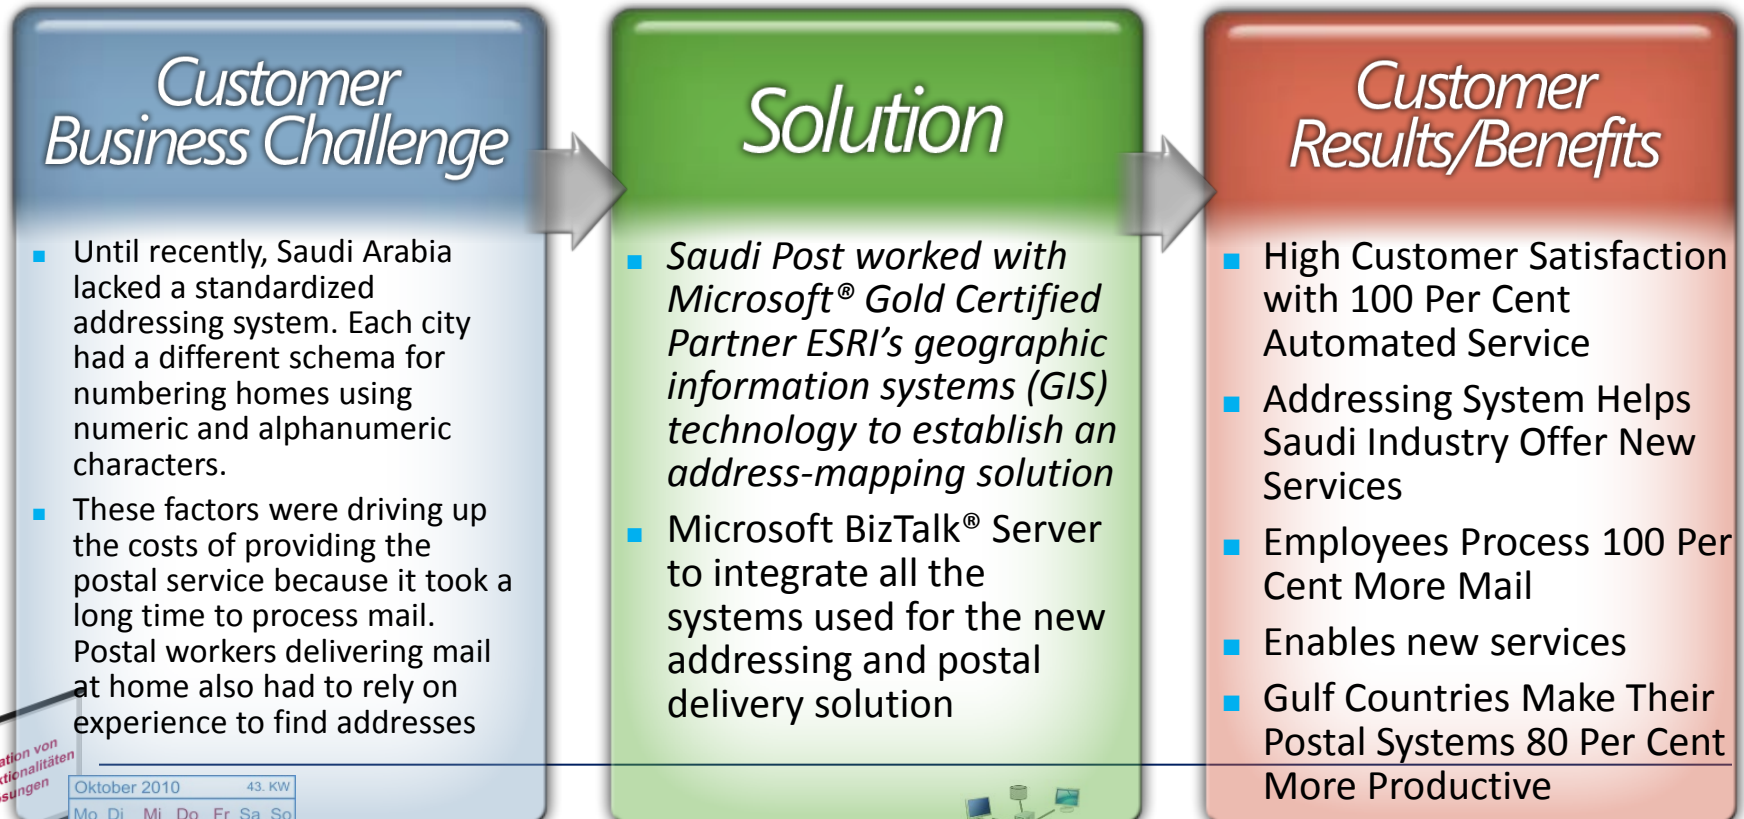 Customer
Business Challenge
Until recently, Saudi Arabia
lacked a standardized
addressing system. Each city
had a different schema for
numbering homes using
numeric and alphanumeric
characters.
These factors were driving up
the costs of providing the
postal service because it took a
long time to process mail.
Postal workers delivering mail
at home also had to rely on
experience to find addresses
Solution
Saudi Post worked with
Microsoft® Gold Certified
Partner ESRI’s geographic
information systems (GIS)
technology to establish an
address-mapping solution
Microsoft BizTalk® Server
to integrate all the
systems used for the new
addressing and postal
delivery solution
Customer
Results/Benefits
High Customer Satisfaction
with 100 Per Cent
Automated Service
Addressing System Helps
Saudi Industry Offer New
Services
Employees Process 100 Per
Cent More Mail
Enables new services
Gulf Countries Make Their
Postal Systems 80 Per Cent
More Productive
von
Oktober 2010 43. KW
Mo Di Mi Do Fr Sa So